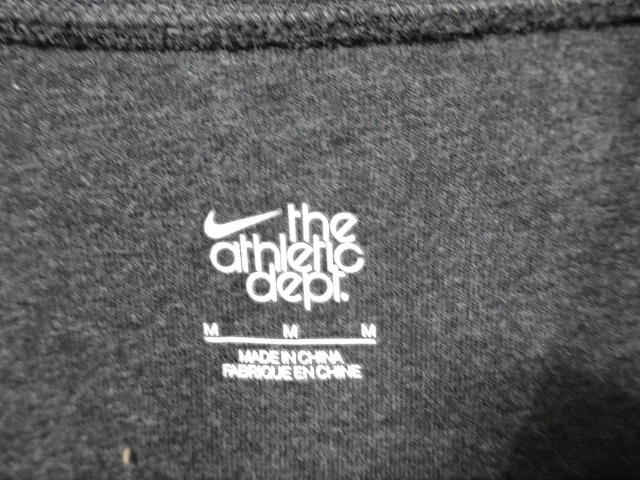 the
athletic
dept.
M M M
MADE IN CHINA
FABRIQUE EN CHINE